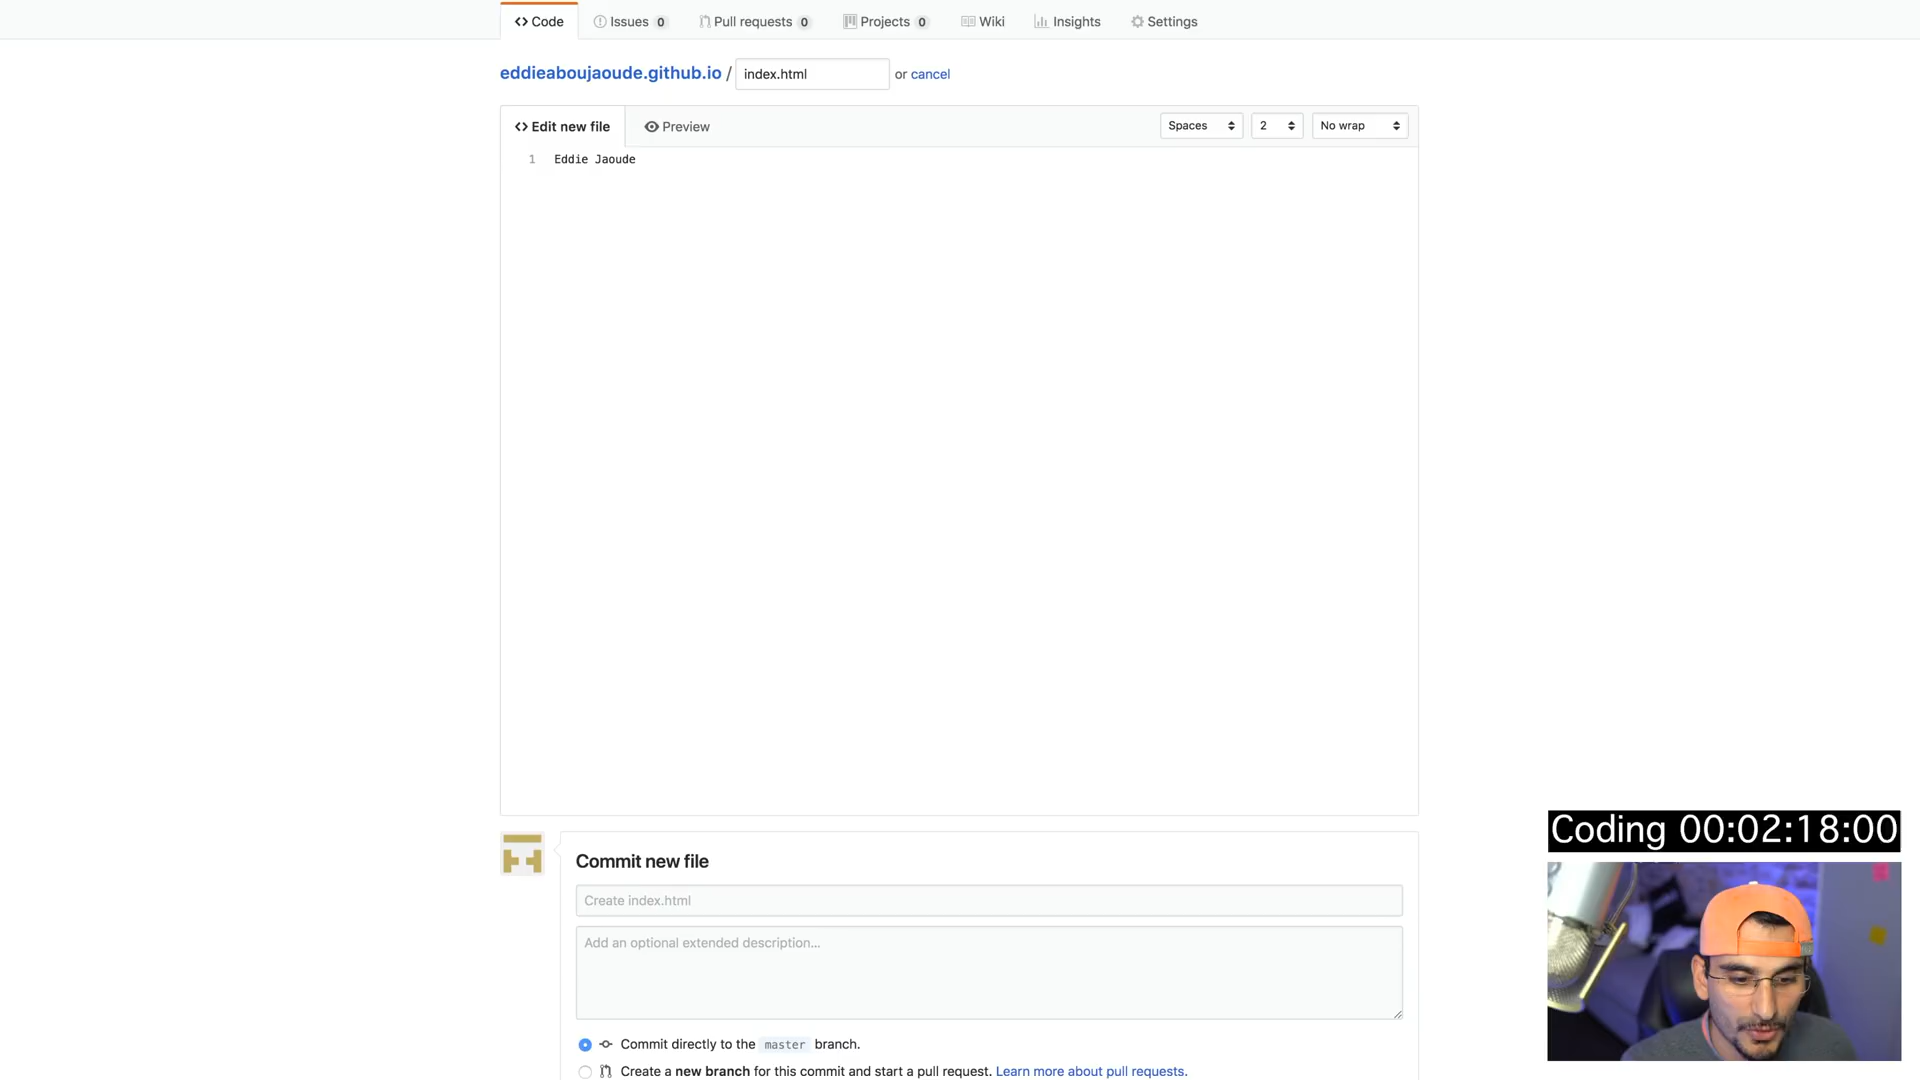 Code Issues 0 Pull requests 0 Projects 0 Wiki Insights Settings
eddieaboujaoude.github.io / index.html or cancel
Edit new file Preview Spaces 2 No wrap
1 Eddie Jaoude
Commit new file
Create index.html
Add an optional extended description...
Commit directly to the master branch.
Create a new branch for this commit and start a pull request. Learn more about pull requests.
Coding 00:02:18:00